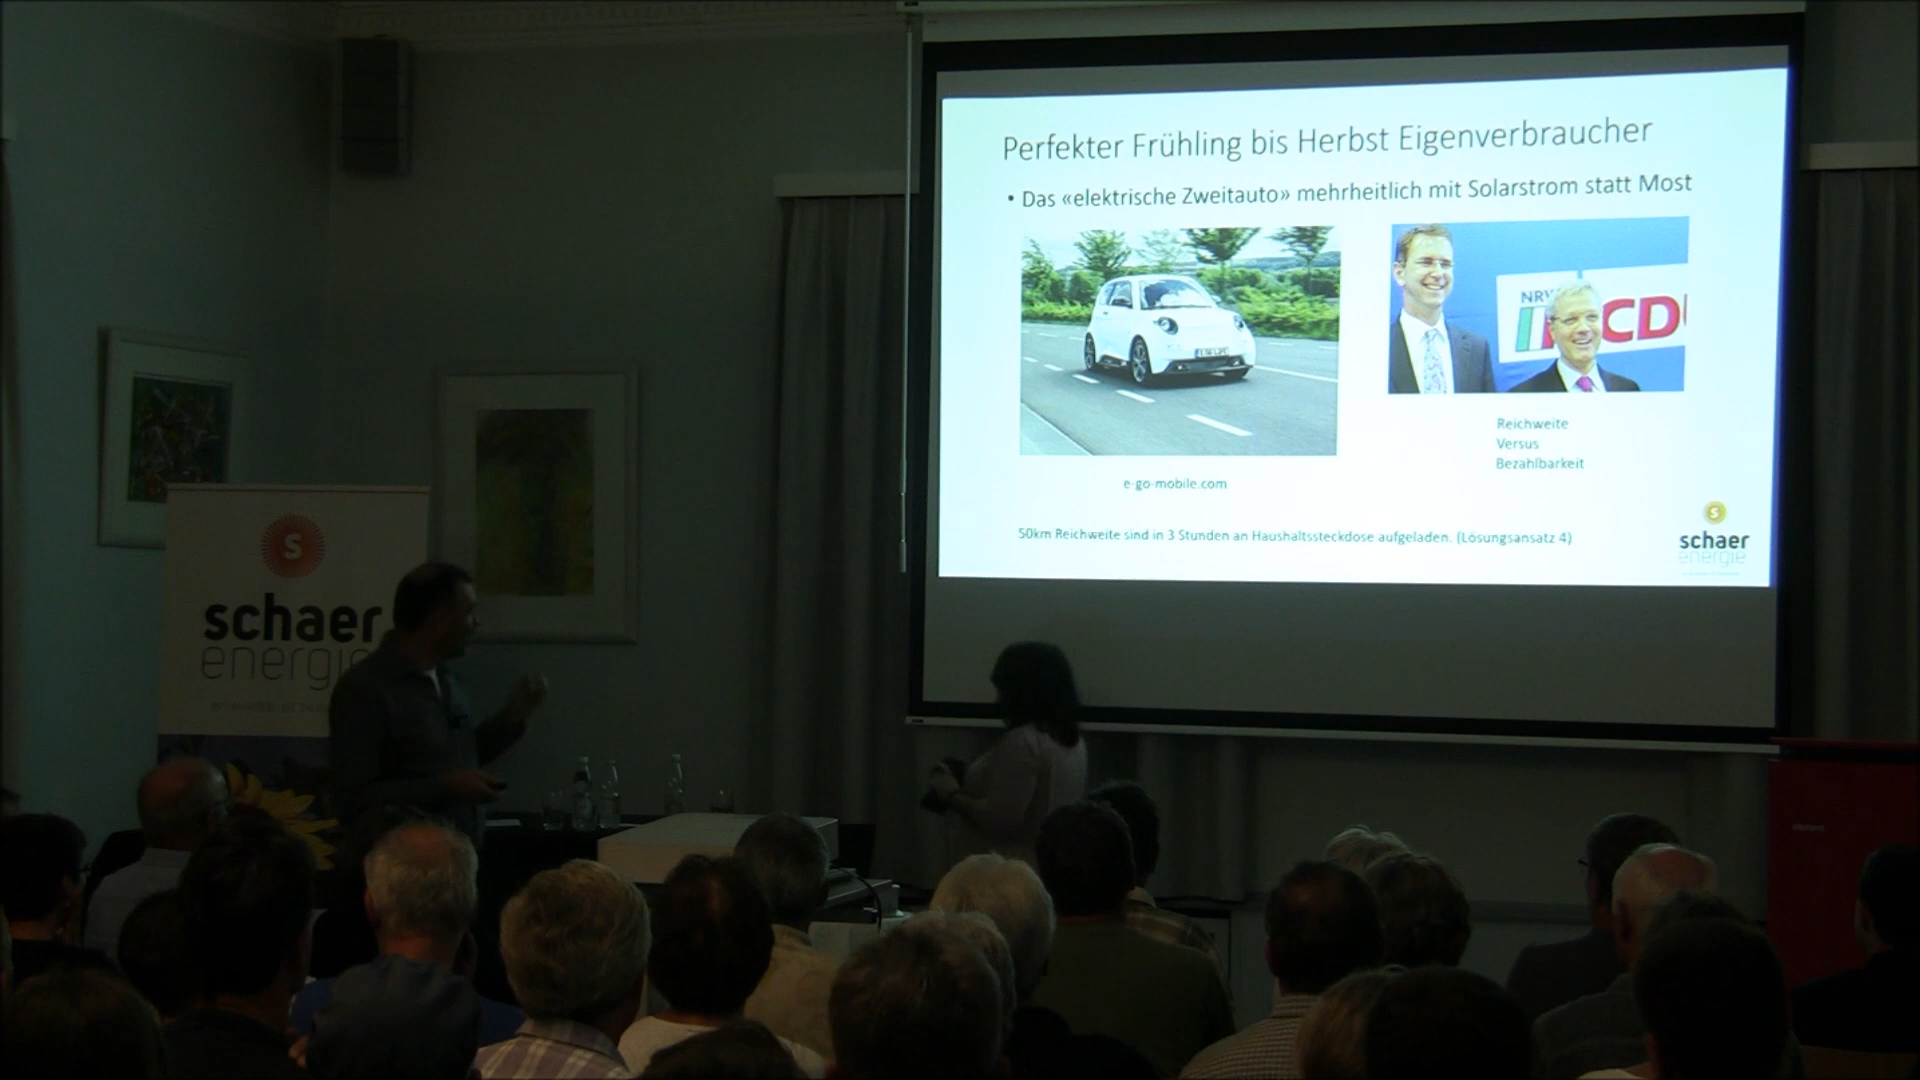 Perfekter Frühling bis Herbst Eigenverbraucher
• Das «elektrische Zweitauto» mehrheitlich mit Solarstrom statt Most
NRW
CDU
Reichweite
Versus
Bezahlbarkeit
e-go-mobile.com
50km Reichweite sind in 3 Stunden an Haushaltssteckdose aufgeladen. (Lösungsansatz 4)
S
schaer
energie
S
schaer
energie